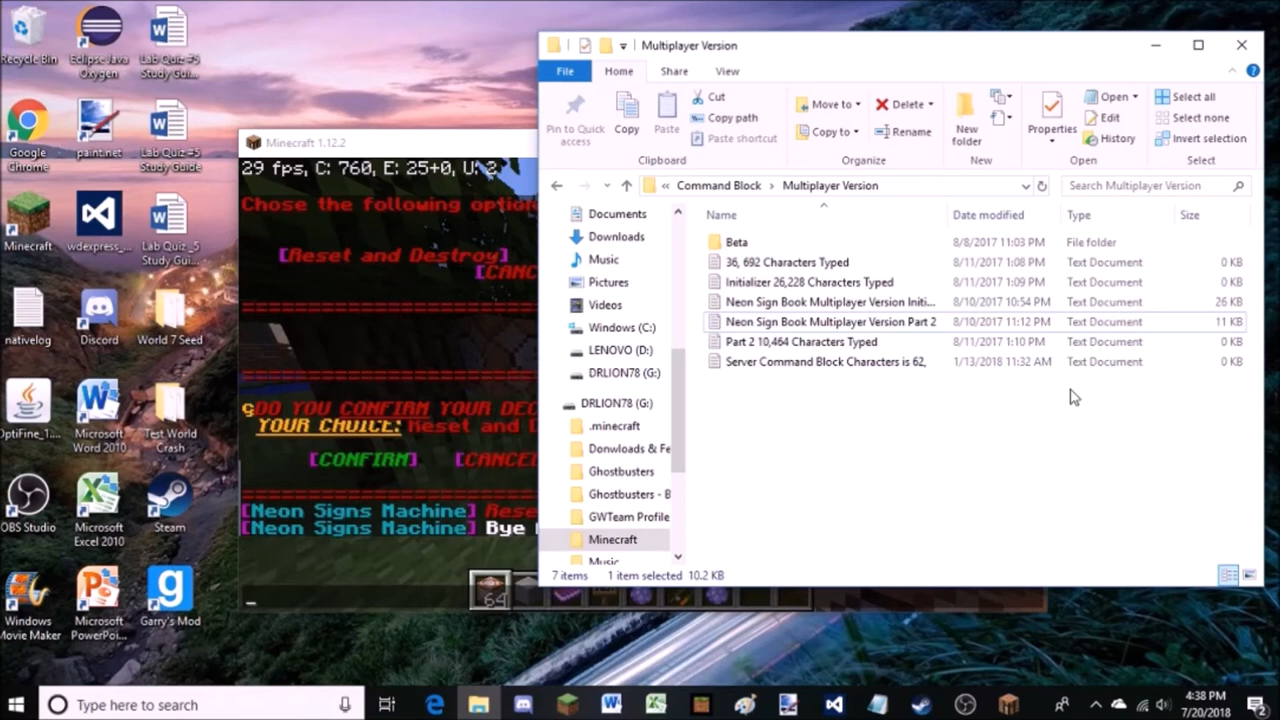 Recycle Bin
Eclipse Java
Oxygen
Lab Quiz #5
Study Gui...
Google
Chrome
paint.net
Lab Quiz #5
Study Guide
Minecraft
wdexpress_...
Lab Quiz _5
Study Gui...
nativelog
Discord
World 7 Seed
OptiFine_1...
Microsoft
Word 2010
Test World
Crash
OBS Studio
Microsoft
Excel 2010
Steam
Windows
Movie Maker
Microsoft
PowerPoi...
Garry's Mod
Minecraft 1.12.2
29 fps, C: 760, E: 25+0, U: 2
Chose the following option
[Reset and Destroy]
[CANC
DO YOU CONFIRM YOUR DEC
YOUR CHOICE: Reset and D
[CONFIRM] [CANCEL
[Neon Signs Machine] Rese
[Neon Signs Machine] Bye
64
Multiplayer Version
File Home Share View
Pin to Quick
access
Copy
Paste
Cut
Copy path
Paste shortcut
Clipboard
Move to
Copy to
Delete
Rename
Organize
New
folder
New
Properties
Open
Edit
History
Open
Select all
Select none
Invert selection
Select
« Command Block > Multiplayer Version
Search Multiplayer Version
Documents
Downloads
Music
Pictures
Videos
Windows (C:)
LENOVO (D:)
DRLION78 (G:)
DRLION78 (G:)
.minecraft
Donwloads & Fe
Ghostbusters
Ghostbusters - B
GWTeam Profile
Minecraft
Music
Name Date modified Type Size
Beta 8/8/2017 11:03 PM File folder
36, 692 Characters Typed 8/11/2017 1:08 PM Text Document 0 KB
Initializer 26,228 Characters Typed 8/11/2017 1:09 PM Text Document 0 KB
Neon Sign Book Multiplayer Version Initi... 8/10/2017 10:54 PM Text Document 26 KB
Neon Sign Book Multiplayer Version Part 2 8/10/2017 11:12 PM Text Document 11 KB
Part 2 10,464 Characters Typed 8/11/2017 1:10 PM Text Document 0 KB
Server Command Block Characters is 62, 1/13/2018 11:32 AM Text Document 0 KB
7 items 1 item selected 10.2 KB
Type here to search
4:38 PM
7/20/2018
2